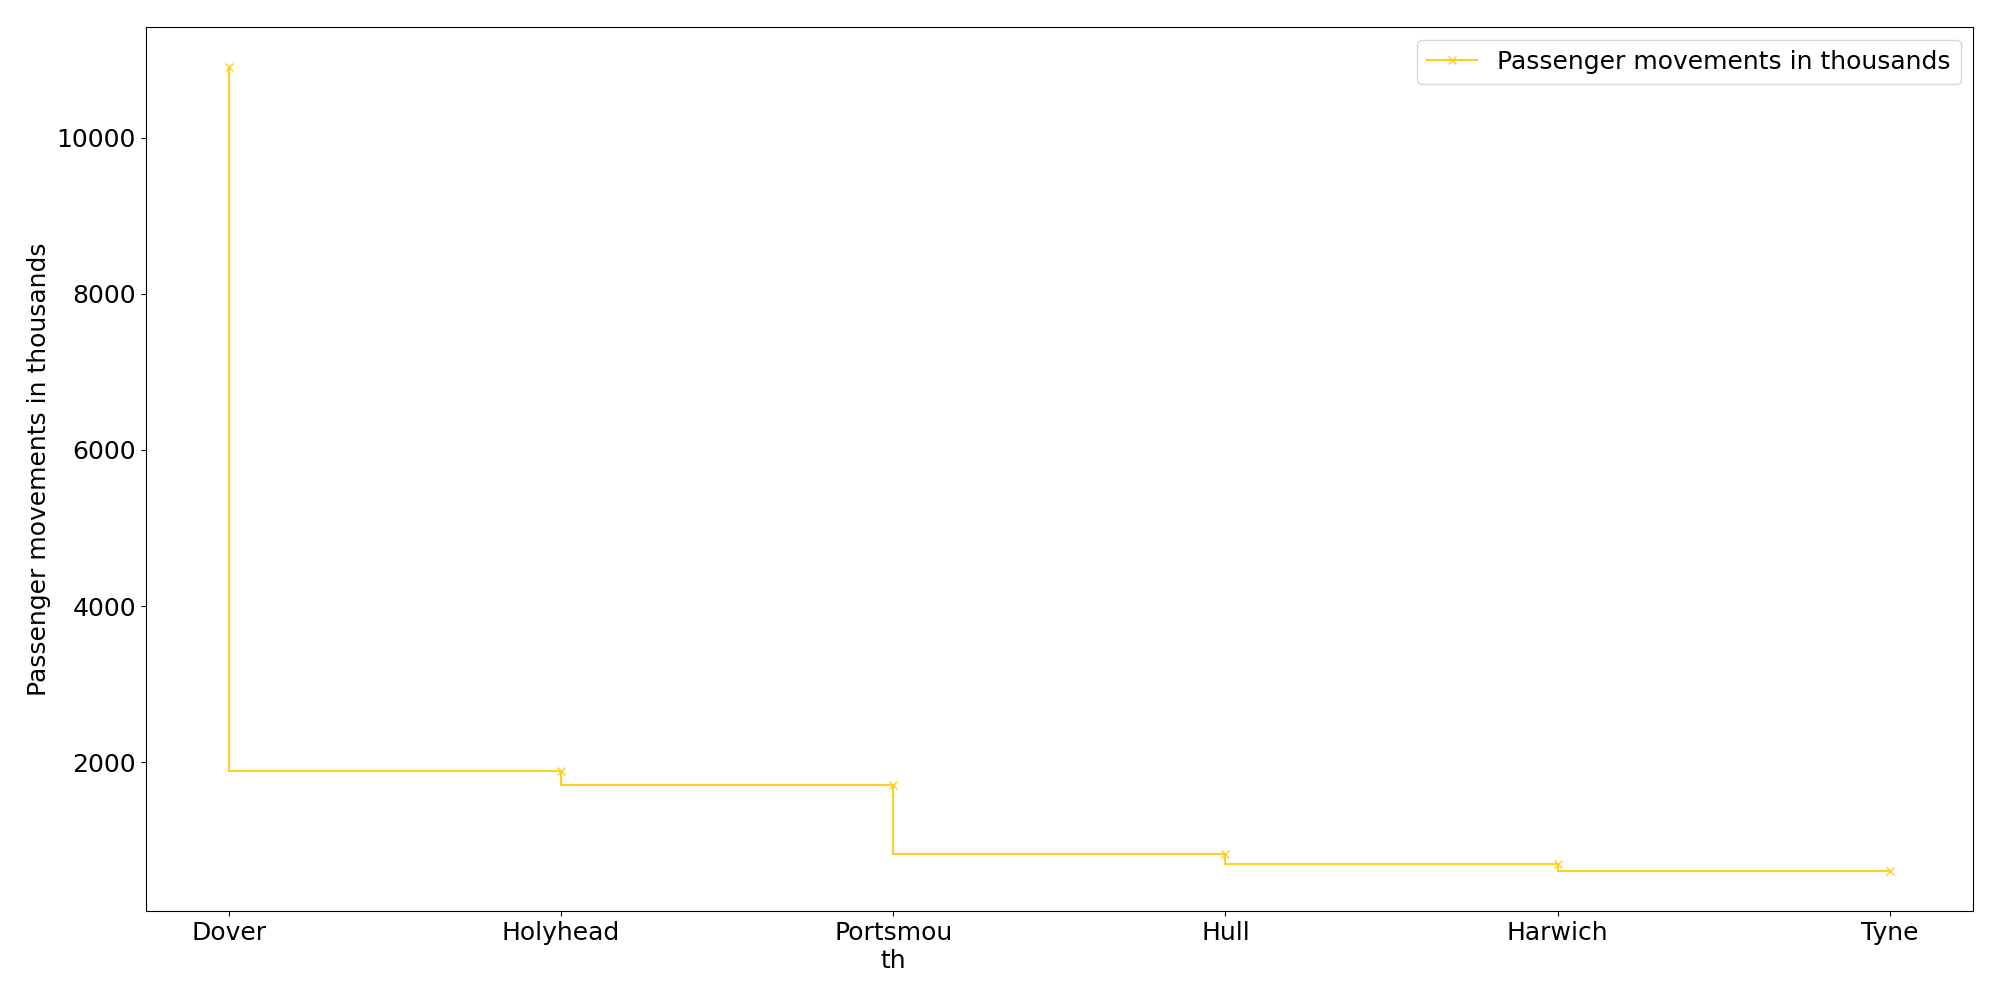 Passenger movements in thousands
Passenger movements in thousands
10000
8000
6000
4000
2000
Dover
Holyhead
Portsmou
th
Hull
Harwich
Tyne